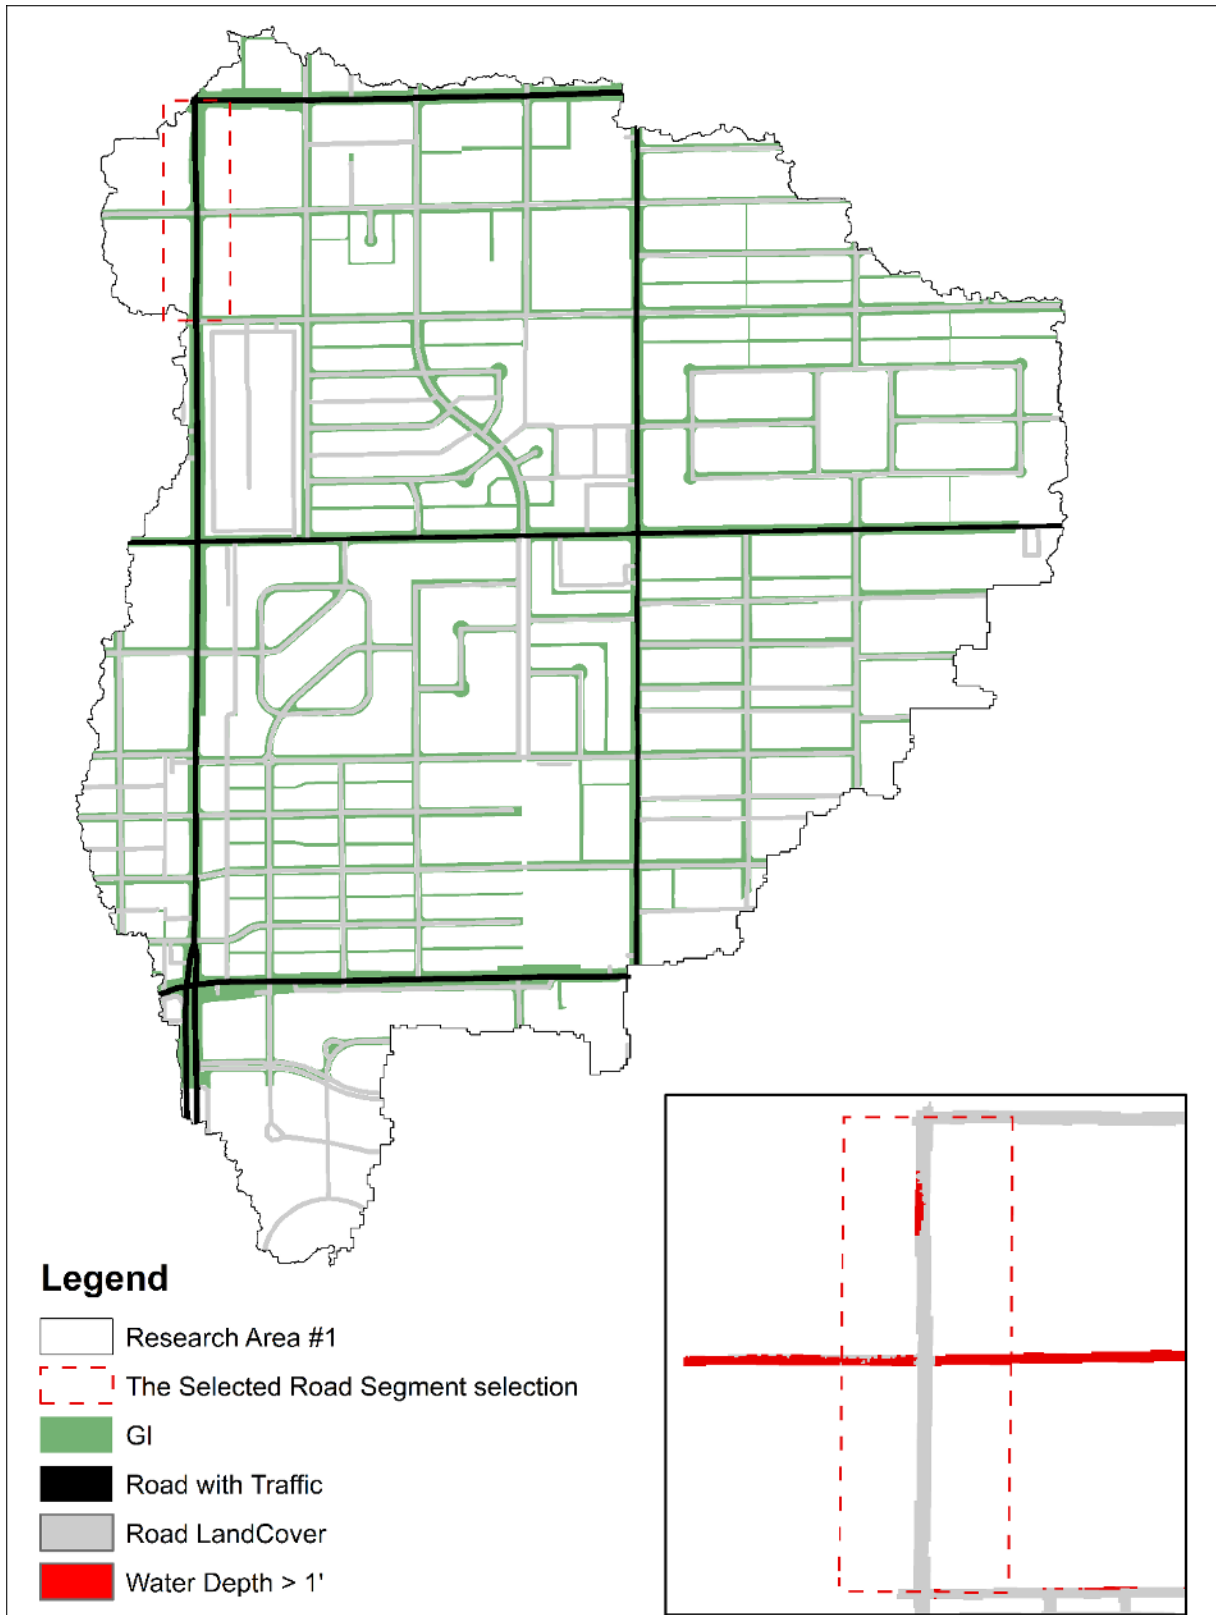 Legend
Research Area #1
The Selected Road Segment selection
GI
Road with Traffic
Road LandCover
Water Depth > 1'